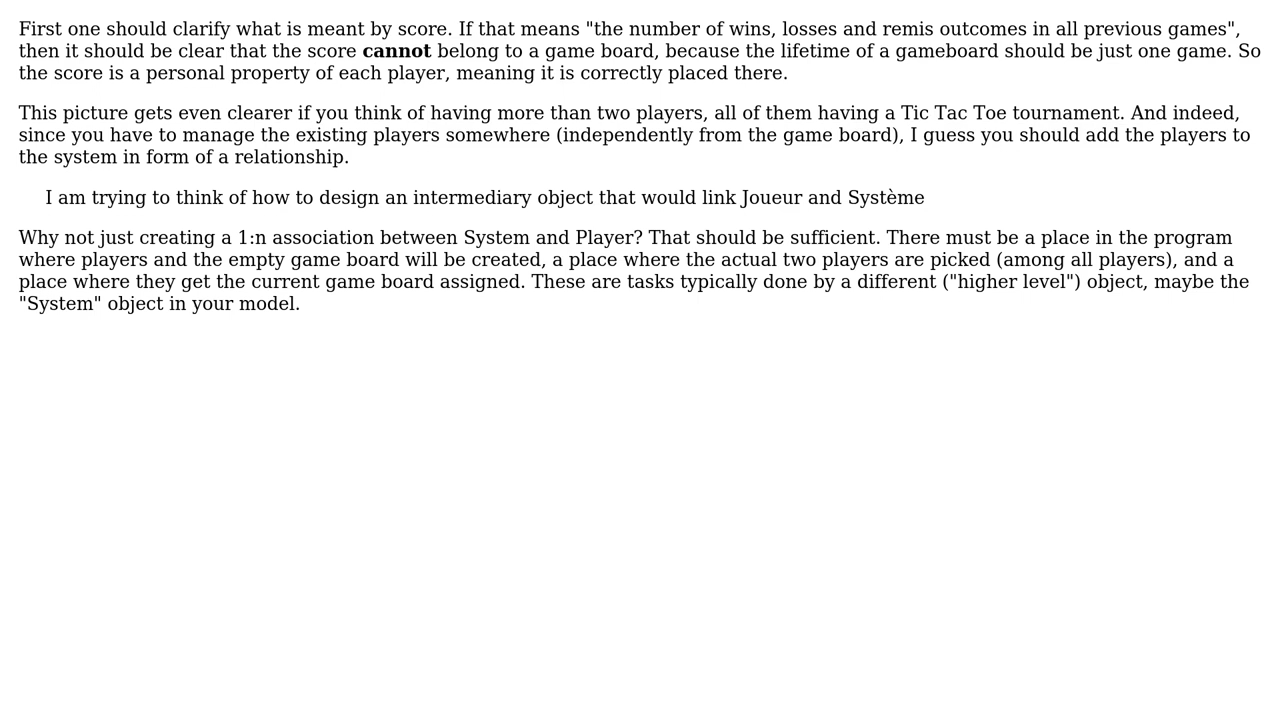 First one should clarify what is meant by score. If that means "the number of wins, losses and remis outcomes in all previous games",
then it should be clear that the score cannot belong to a game board, because the lifetime of a gameboard should be just one game. So
the score is a personal property of each player, meaning it is correctly placed there.
This picture gets even clearer if you think of having more than two players, all of them having a Tic Tac Toe tournament. And indeed,
since you have to manage the existing players somewhere (independently from the game board), I guess you should add the players to
the system in form of a relationship.
I am trying to think of how to design an intermediary object that would link Joueur and Système
Why not just creating a 1:n association between System and Player? That should be sufficient. There must be a place in the program
where players and the empty game board will be created, a place where the actual two players are picked (among all players), and a
place where they get the current game board assigned. These are tasks typically done by a different ("higher level") object, maybe the
"System" object in your model.